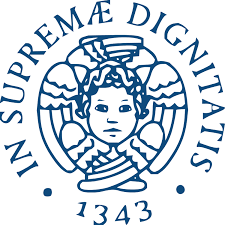 IN SUPREMÆ DIGNITATIS
1343